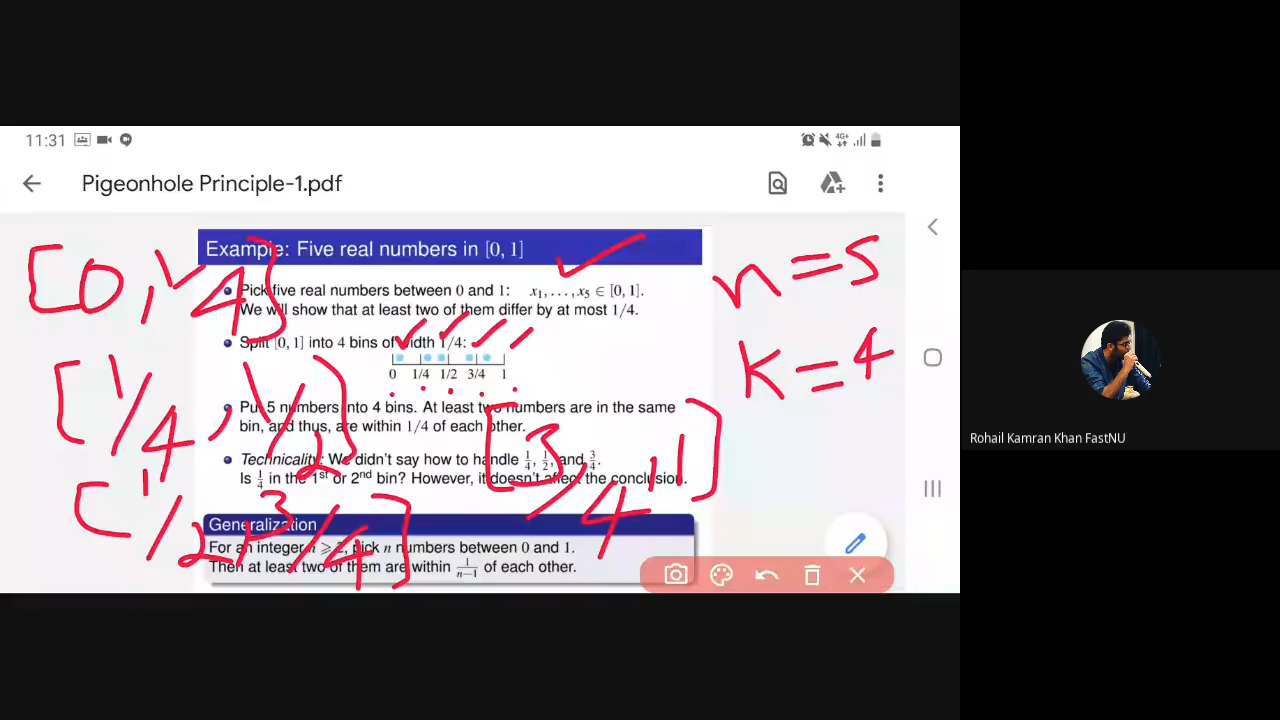 11:31
4G+
Pigeonhole Principle-1.pdf
Example: Five real numbers in [0, 1]
Pick five real numbers between 0 and 1: x₁, . . . , x₅ ∈ [0, 1].
We will show that at least two of them differ by at most 1/4.
Split [0, 1] into 4 bins of width 1/4:
0 1/4 1/2 3/4 1
Put 5 numbers into 4 bins. At least two numbers are in the same
bin, and thus, are within 1/4 of each other.
Technicality: We didn't say how to handle 1/4, 1/2, and 3/4.
Is 1/4 in the 1st or 2nd bin? However, it doesn't affect the conclusion.
Generalization
For an integer n ⩾ 2, pick n numbers between 0 and 1.
Then at least two of them are within 1/(n−1) of each other.
[0, 1/4]
[1/4, 1/2]
[1/2, 3/4]
[3/4, 1]
n=5
k=4
Rohail Kamran Khan FastNU